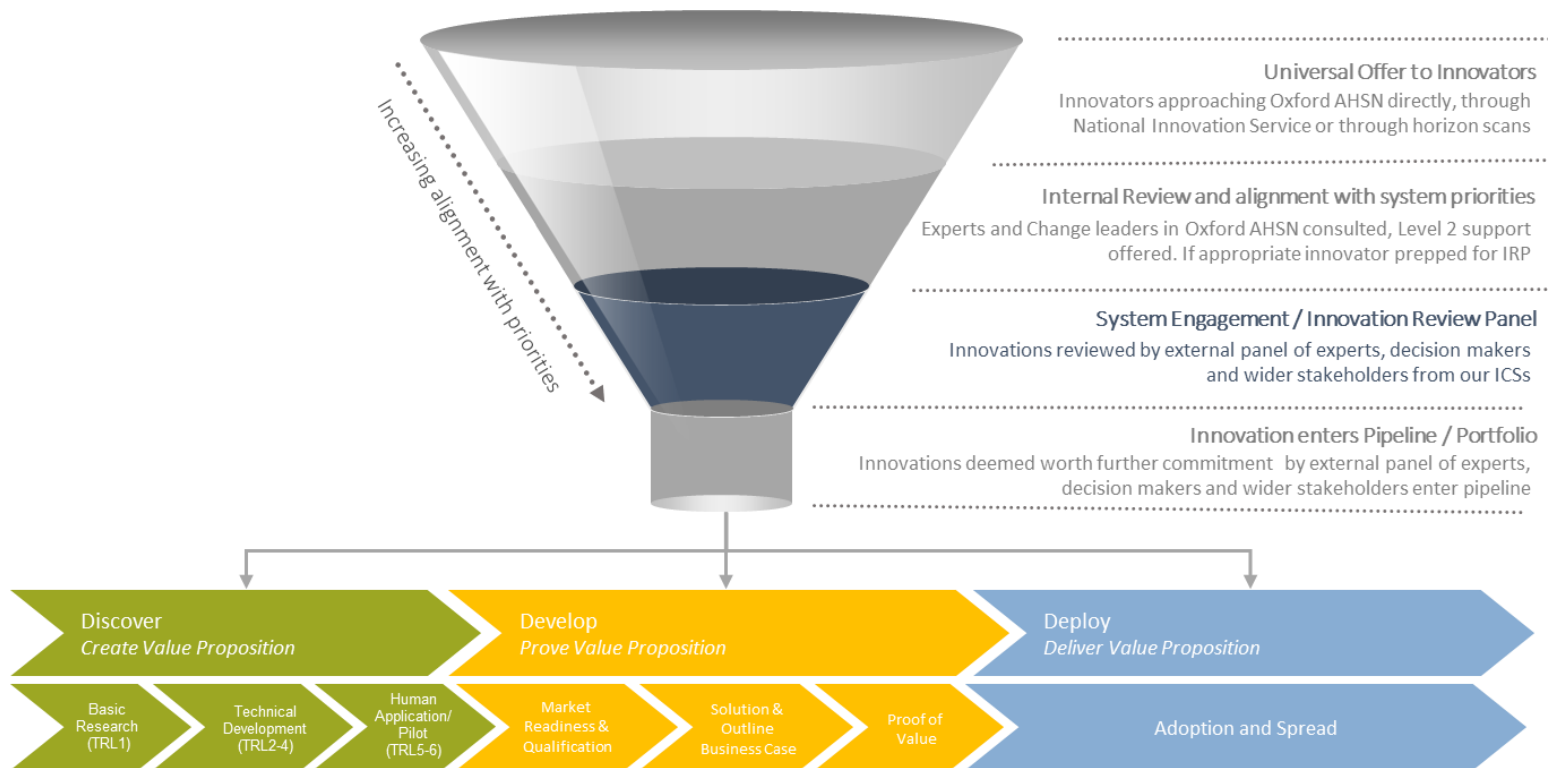 Increasing alignment with priorities
Universal Offer to Innovators
Innovators approaching Oxford AHSN directly, through
National Innovation Service or through horizon scans
Internal Review and alignment with system priorities
Experts and Change leaders in Oxford AHSN consulted, Level 2 support
offered. If appropriate innovator prepped for IRP
System Engagement / Innovation Review Panel
Innovations reviewed by external panel of experts, decision makers
and wider stakeholders from our ICSs
Innovation enters Pipeline / Portfolio
Innovations deemed worth further commitment by external panel of experts,
decision makers and wider stakeholders enter pipeline
Discover
Create Value Proposition
Develop
Prove Value Proposition
Deploy
Deliver Value Proposition
Basic
Research
(TRL1)
Technical
Development
(TRL2-4)
Human
Application/
Pilot
(TRL5-6)
Market
Readiness &
Qualification
Solution &
Outline
Business Case
Proof of
Value
Adoption and Spread